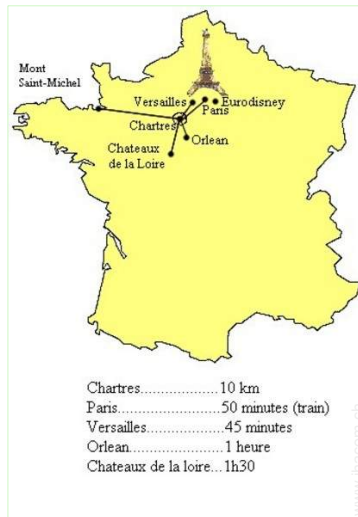 Mont
Saint-Michel
Versailles
Eurodisney
Paris
Chartres
Orlean
Chateaux
de la Loire
Chartres.....................10 km
Paris............................50 minutes (train)
Versailles....................45 minutes
Orlean.........................1 heure
Chateaux de la loire...1h30